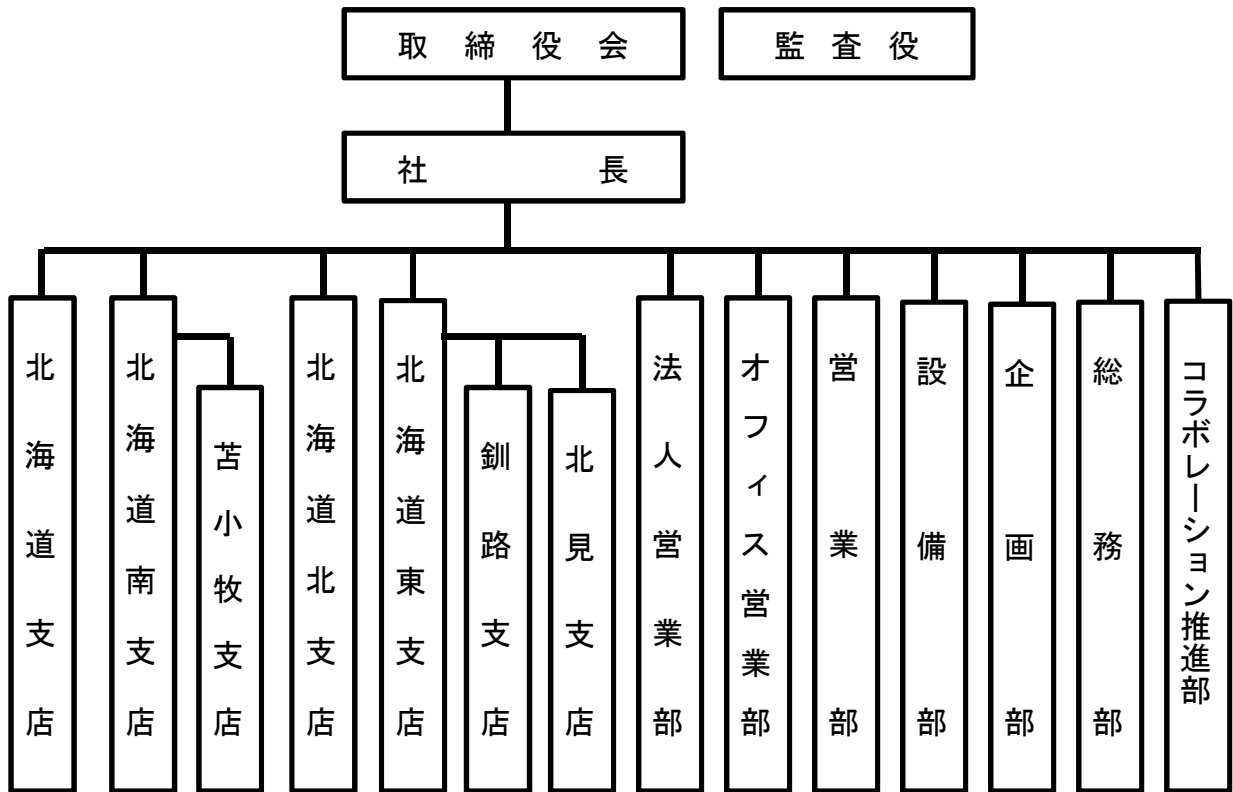 取締役会
監査役
社長
北海道支店
北海道南支店
苫小牧支店
北海道北支店
北海道東支店
釧路支店
北見支店
法人営業部
オフィス営業部
営業部
設備部
企画部
総務部
コラボレーション推進部